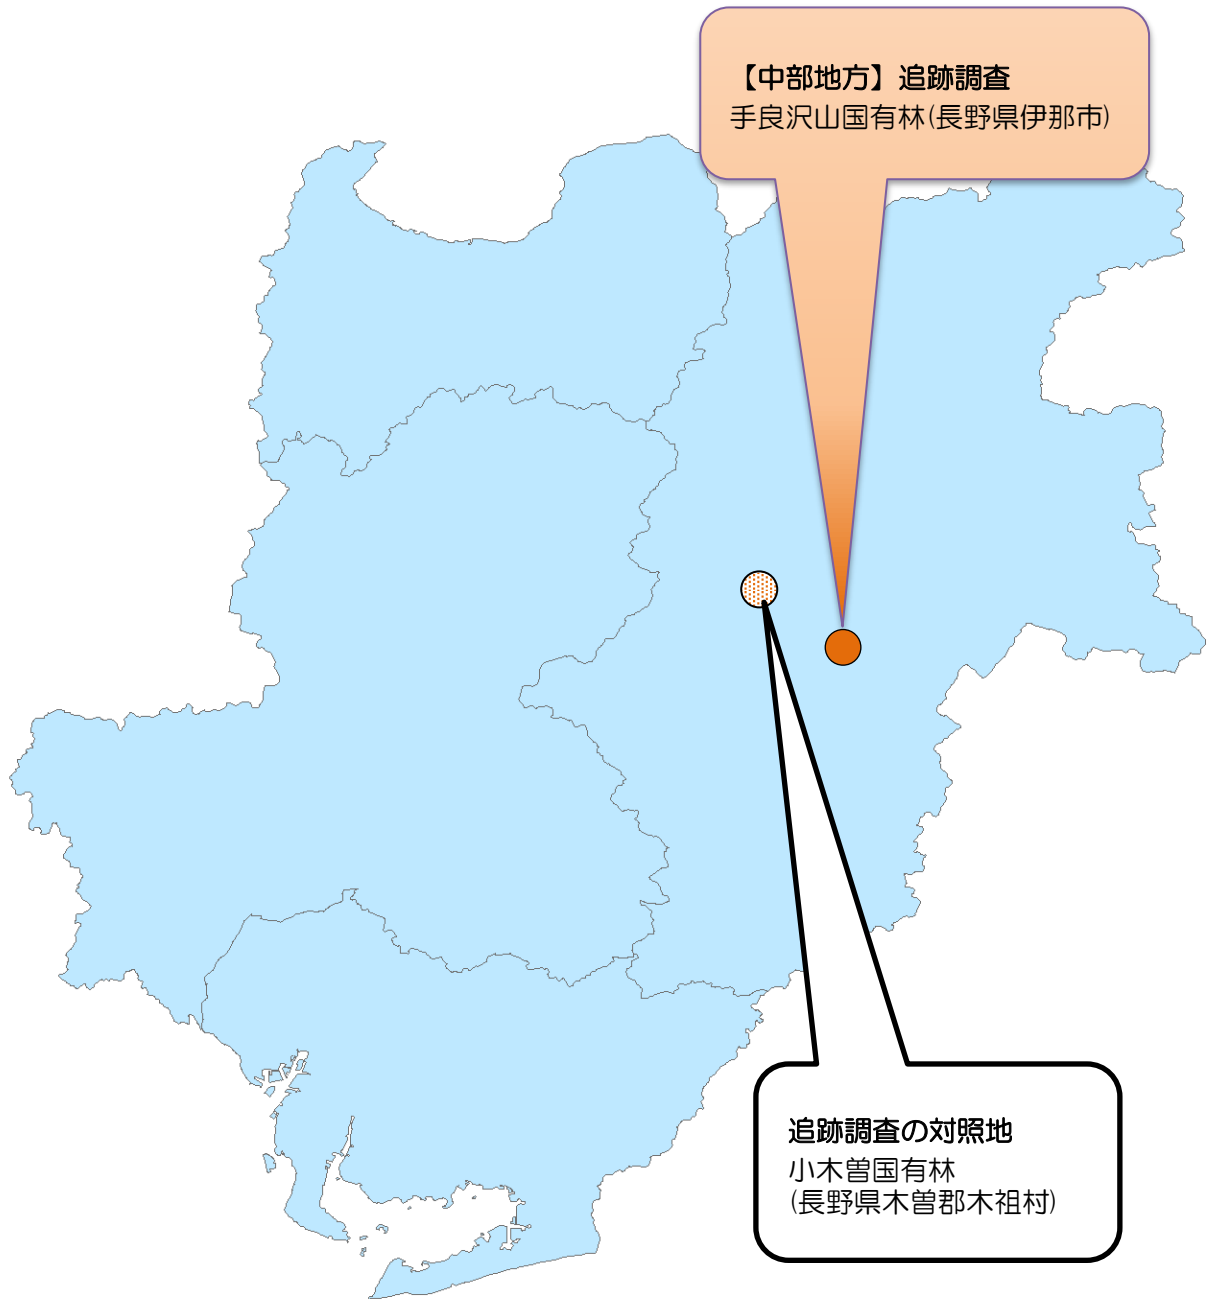 【中部地方】追跡調査
手良沢山国有林(長野県伊那市)
追跡調査の対照地
小木曽国有林
(長野県木曽郡木祖村)